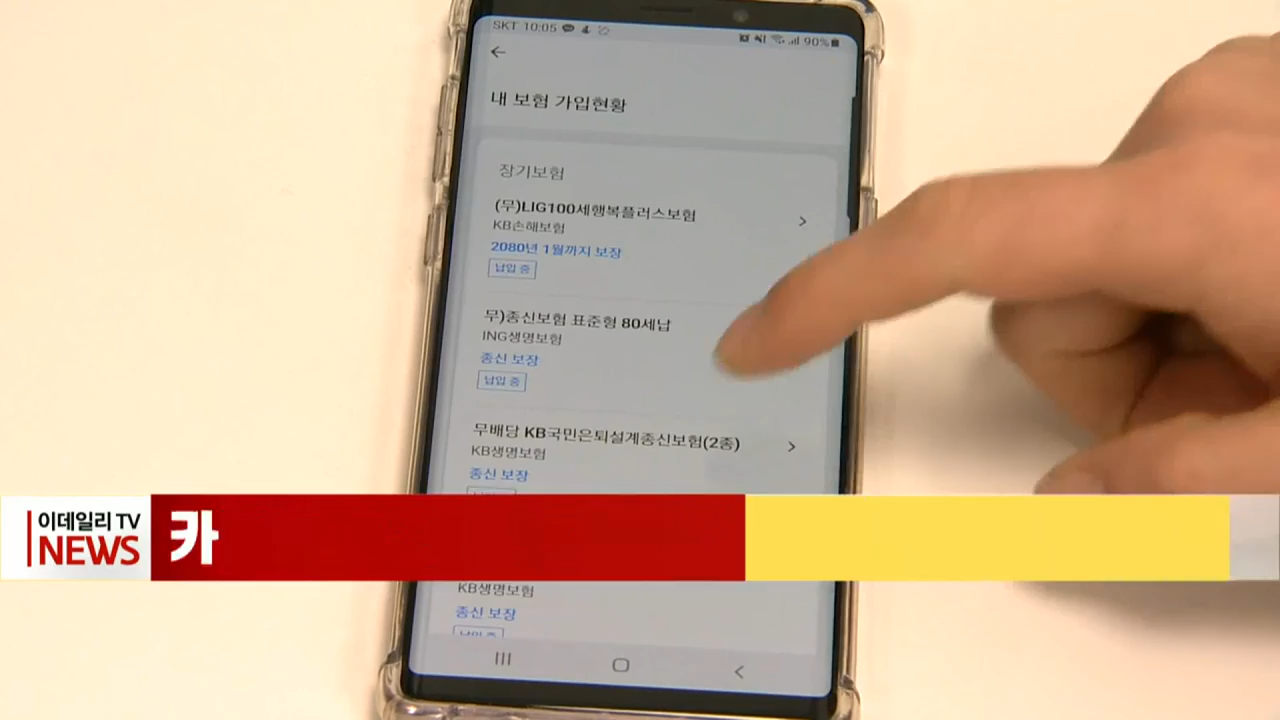 SKT 10:05
90%
내 보험 가입현황
장기보험
(무)LIG100세행복플러스보험
KB손해보험
2080년 1월까지 보장
납입 중
무)종신보험 표준형 80세납
ING생명보험
종신 보장
납입 중
무배당 KB국민은퇴설계종신보험(2종)
KB생명보험
종신 보장
이데일리 TV
NEWS
카
KB생명보험
종신 보장
납입 중